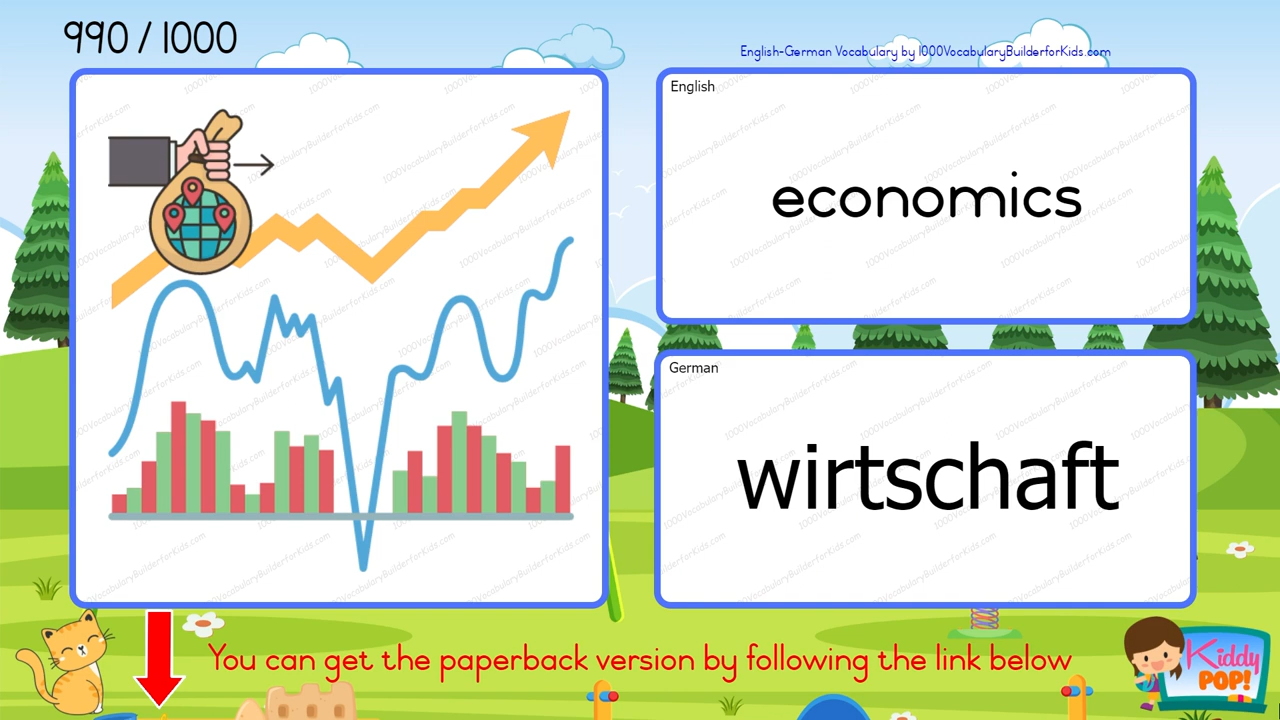 990 / 1000
English-German Vocabulary by 1000VocabularyBuilderforKids.com
English
economics
German
wirtschaft
You can get the paperback version by following the link below
Kiddy
POP!